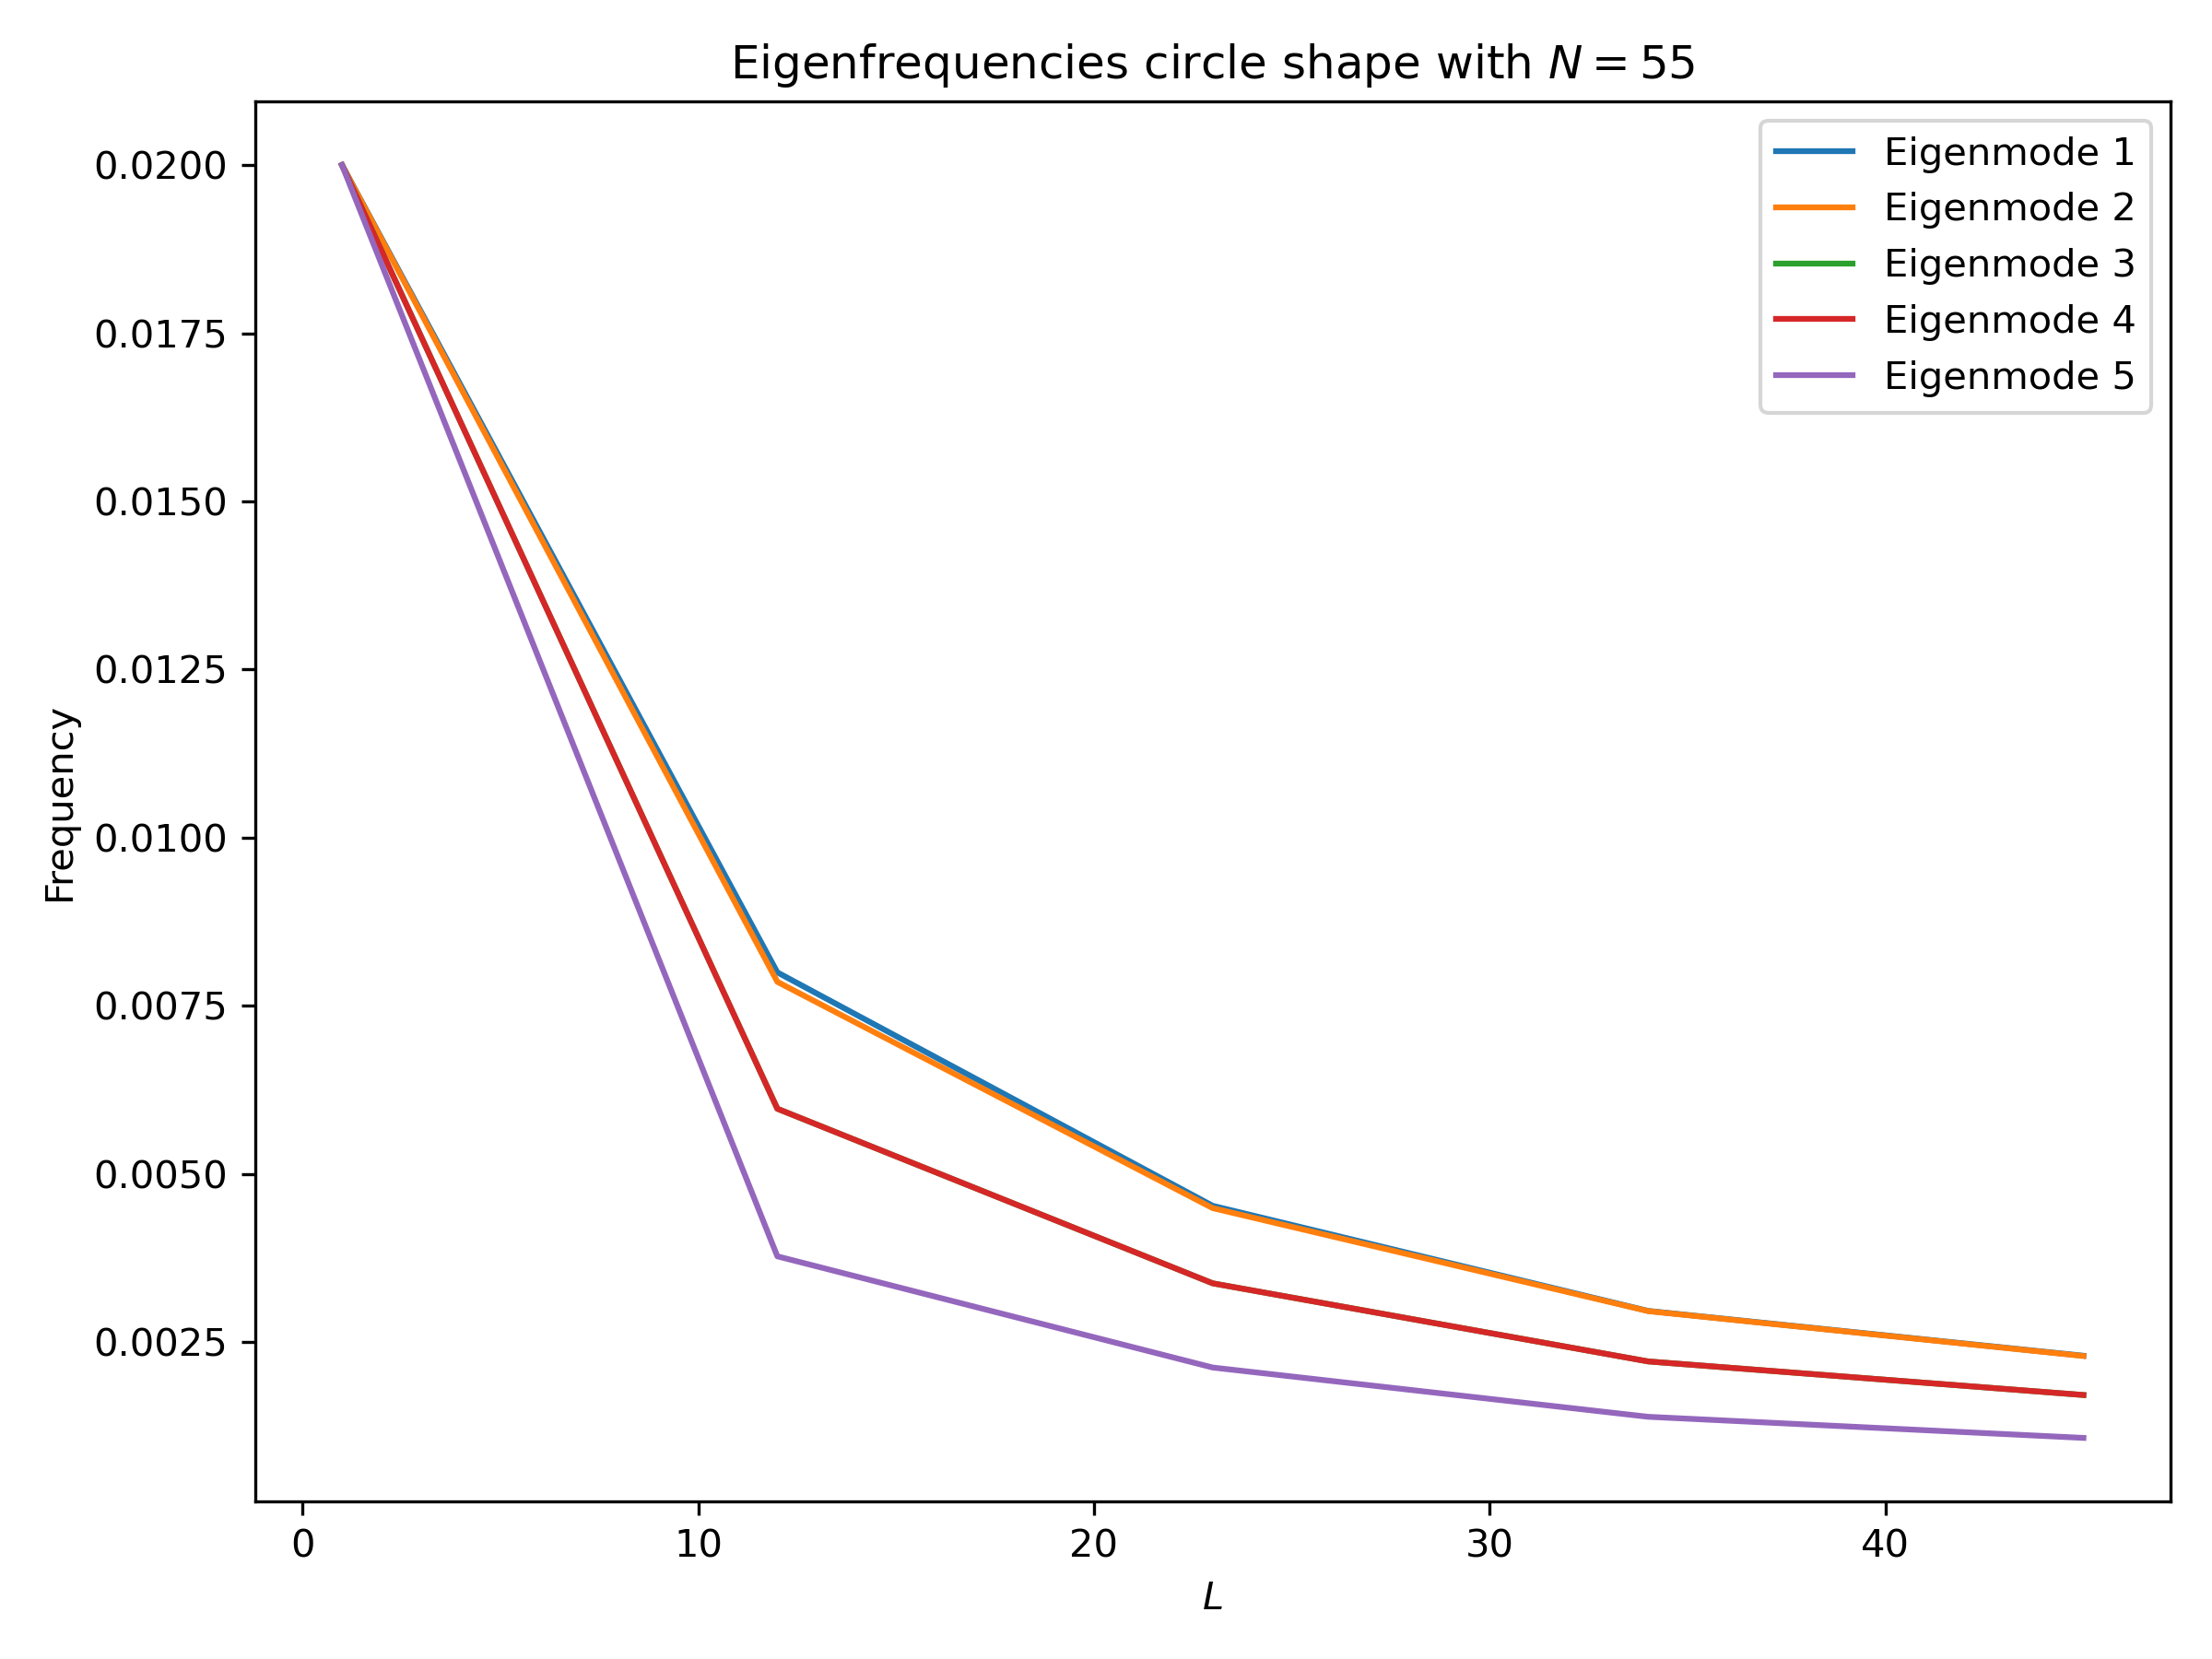 Eigenfrequencies circle shape with N = 55
Eigenmode 1
Eigenmode 2
Eigenmode 3
Eigenmode 4
Eigenmode 5
Frequency
0.0200
0.0175
0.0150
0.0125
0.0100
0.0075
0.0050
0.0025
0 10 20 30 40
L